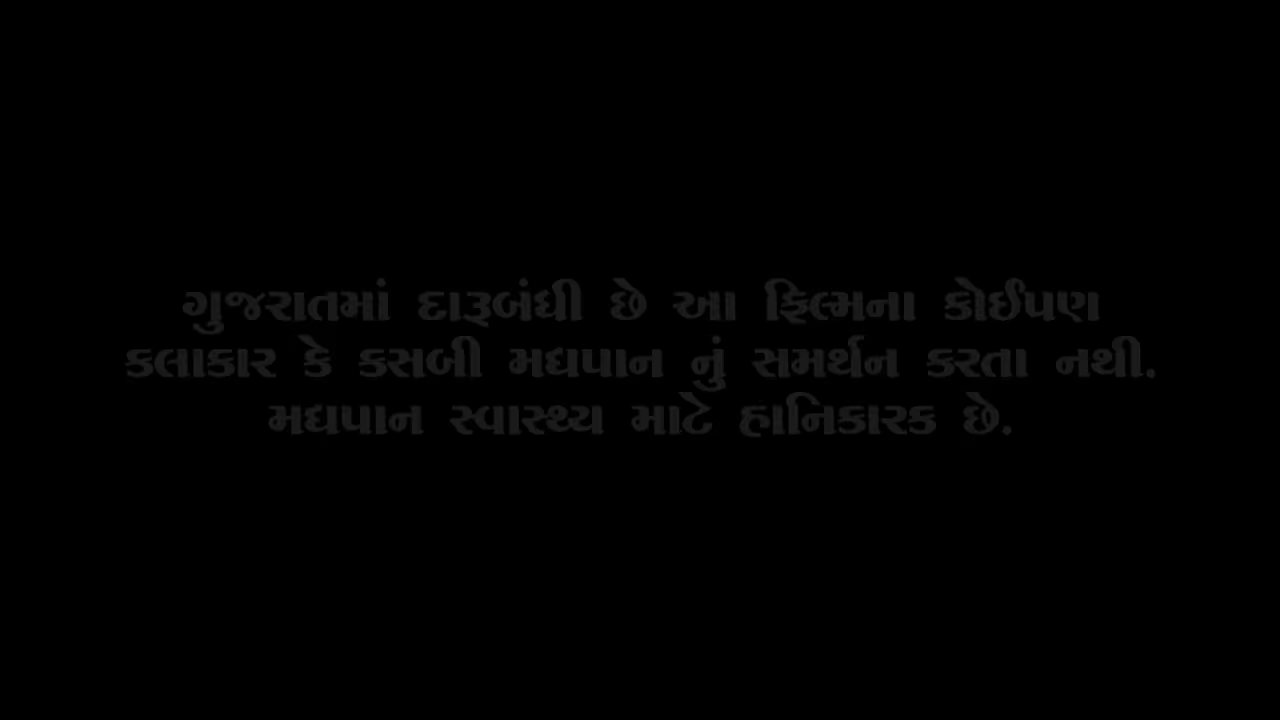 ગુજરાતમાં દારૂબંધી છે આ ફિલ્મના કોઈપણ
કલાકાર કે કસબી મદ્યપાન નું સમર્થન કરતા નથી.
મદ્યપાન સ્વાસ્થ્ય માટે હાનિકારક છે.